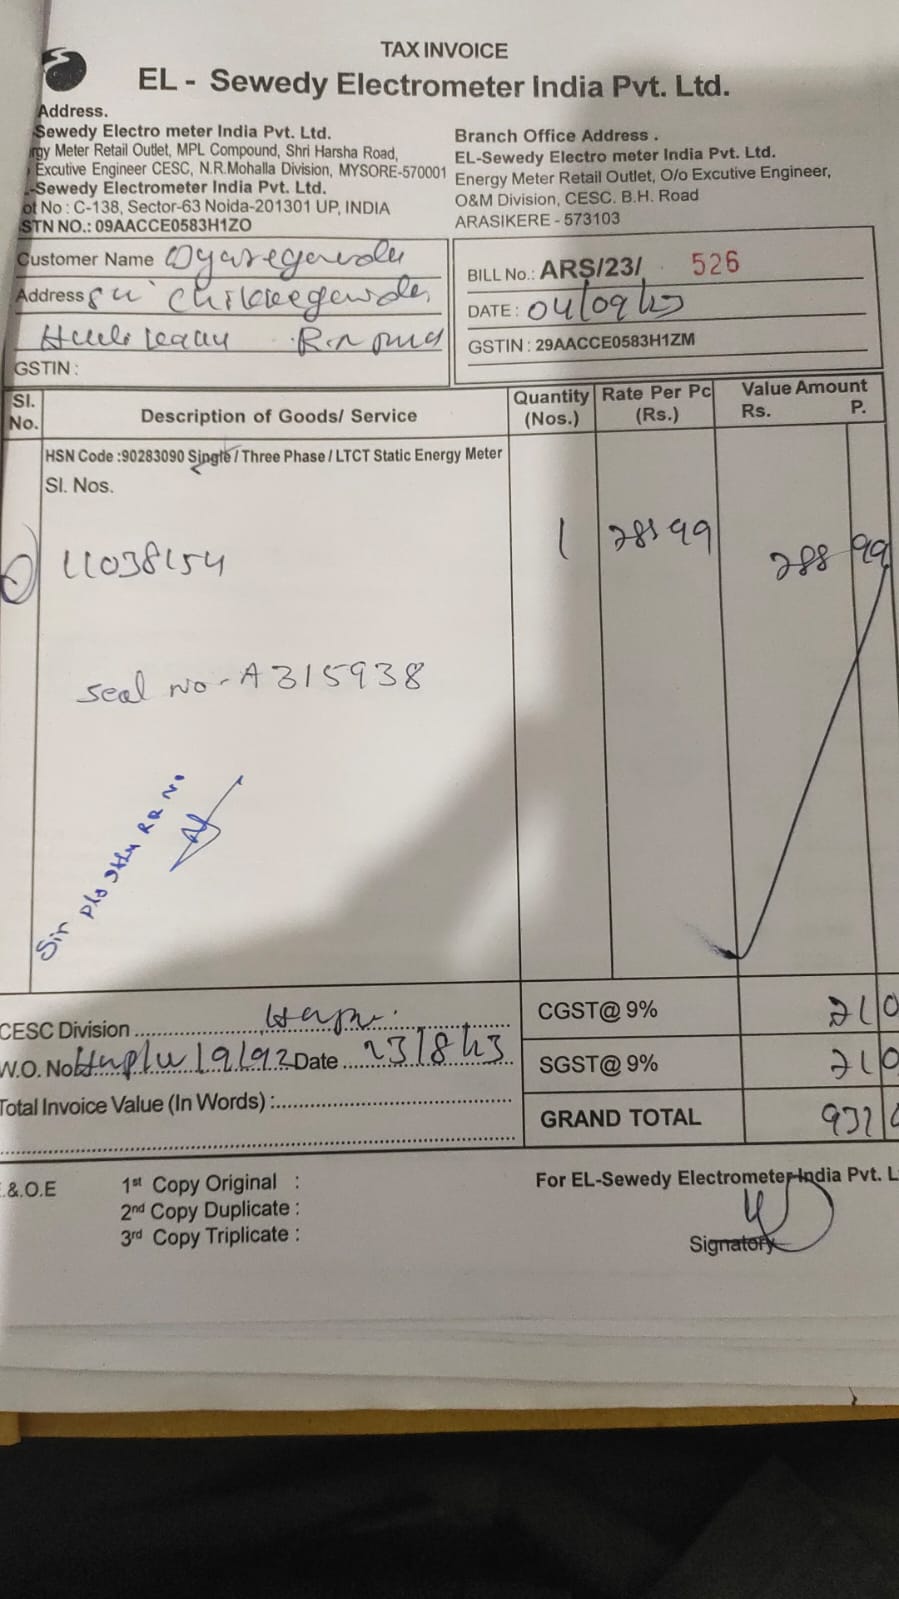 TAX INVOICE
EL - Sewedy Electrometer India Pvt. Ltd.
Address.
Sewedy Electro meter India Pvt. Ltd.
rgy Meter Retail Outlet, MPL Compound, Shri Harsha Road,
Excutive Engineer CESC, N.R.Mohalla Division, MYSORE-570001
-Sewedy Electrometer India Pvt. Ltd.
ot No : C-138, Sector-63 Noida-201301 UP, INDIA
STN NO.: 09AACCE0583H1ZO
Branch Office Address .
EL-Sewedy Electro meter India Pvt. Ltd.
Energy Meter Retail Outlet, O/o Excutive Engineer,
O&M Division, CESC. B.H. Road
ARASIKERE - 573103
Customer Name
Address
GSTIN :
BILL No.: ARS/23/ 526
DATE : 04/09/23
GSTIN : 29AACCE0583H1ZM
Sl. No. Description of Goods/ Service Quantity (Nos.) Rate Per Pc (Rs.) Value Amount Rs. P.
HSN Code :90283090 Single / Three Phase / LTCT Static Energy Meter
Sl. Nos.
11038154 1
seal no - A315938
Sir RR No
CESC Division
W.O. No Date 23/8/23
Total Invoice Value (In Words) :
CGST@ 9%
SGST@ 9%
GRAND TOTAL
.&.O.E
1st Copy Original :
2nd Copy Duplicate :
3rd Copy Triplicate :
For EL-Sewedy Electrometer India Pvt. L
Signatory